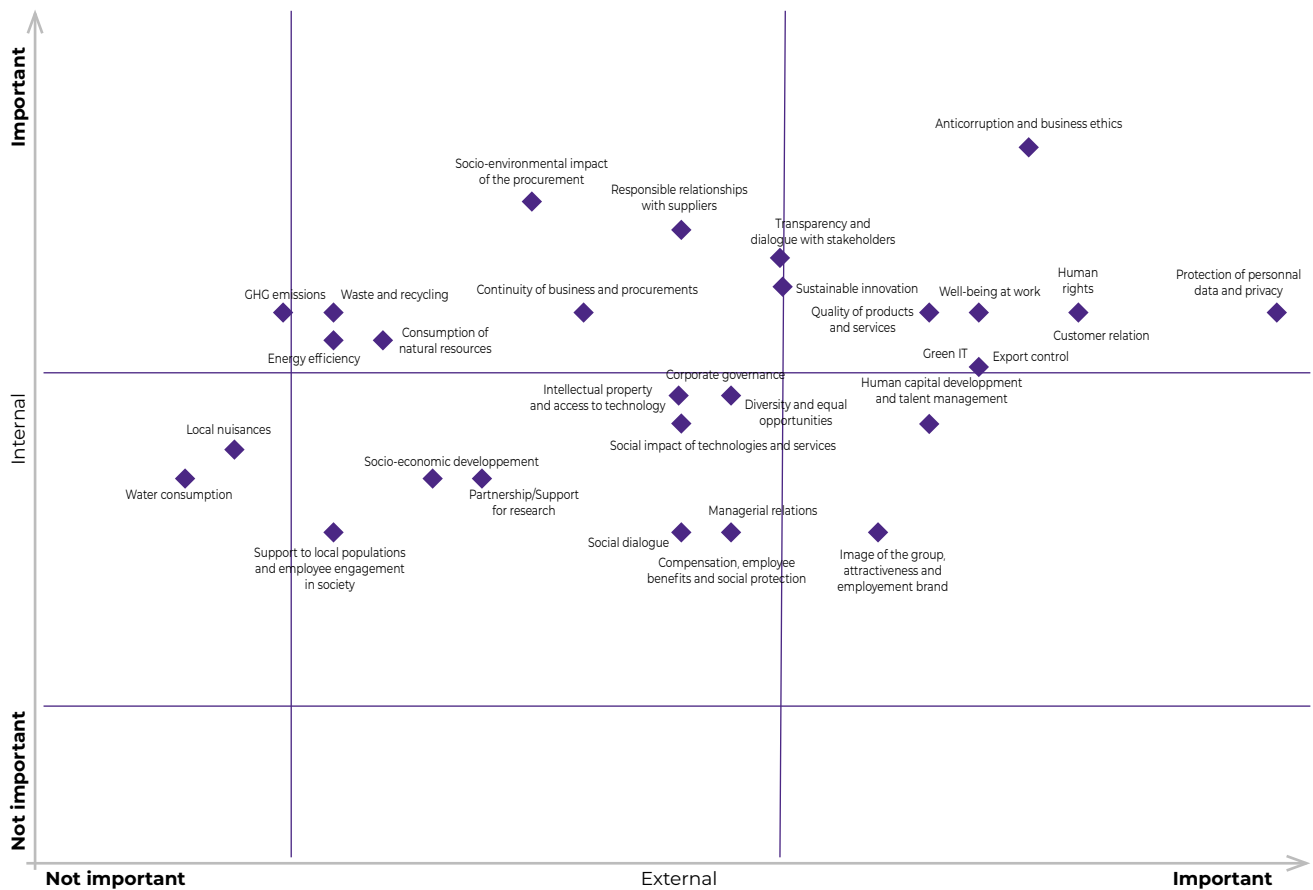 Important
Anticorruption and business ethics
Socio-environmental impact
of the procurement
Responsible relationships
with suppliers
Transparency and
dialogue with stakeholders
GHG emissions
Waste and recycling
Continuity of business and procurements
Sustainable innovation
Quality of products
and services
Well-being at work
Human
rights
Customer relation
Protection of personnal
data and privacy
Energy efficiency
Consumption of
natural resources
Green IT
Export control
Internal
Corporate governance
Intellectual property
and access to technology
Diversity and equal
opportunities
Human capital developpment
and talent management
Local nuisances
Social impact of technologies and services
Water consumption
Socio-economic developpement
Partnership/Support
for research
Support to local populations
and employee engagement
in society
Social dialogue
Managerial relations
Compensation, employee
benefits and social protection
Image of the group,
attractiveness and
employement brand
Not important
Not important
External
Important